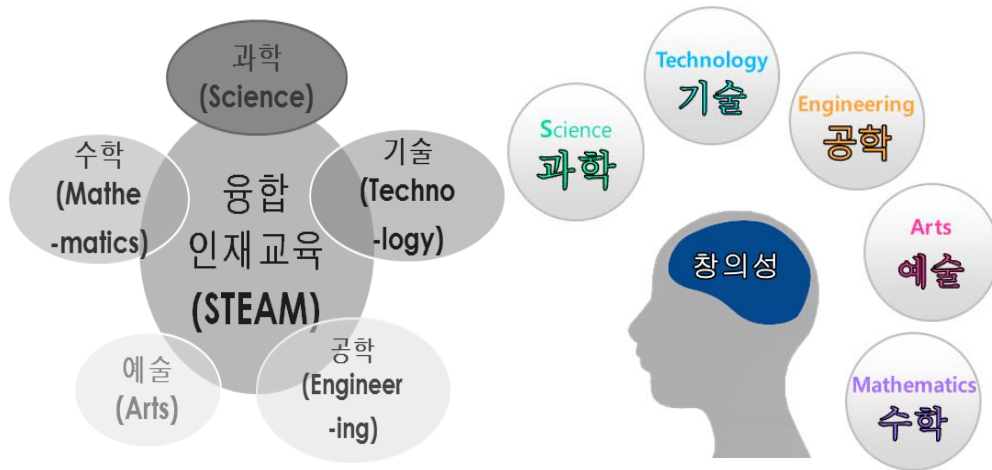 과학
(Science)
수학
(Mathe
-matics)
기술
(Techno
-logy)
융합
인재교육
(STEAM)
예술
(Arts)
공학
(Engineer
-ing)
Science
과학
Technology
기술
Engineering
공학
Arts
예술
Mathematics
수학
창의성